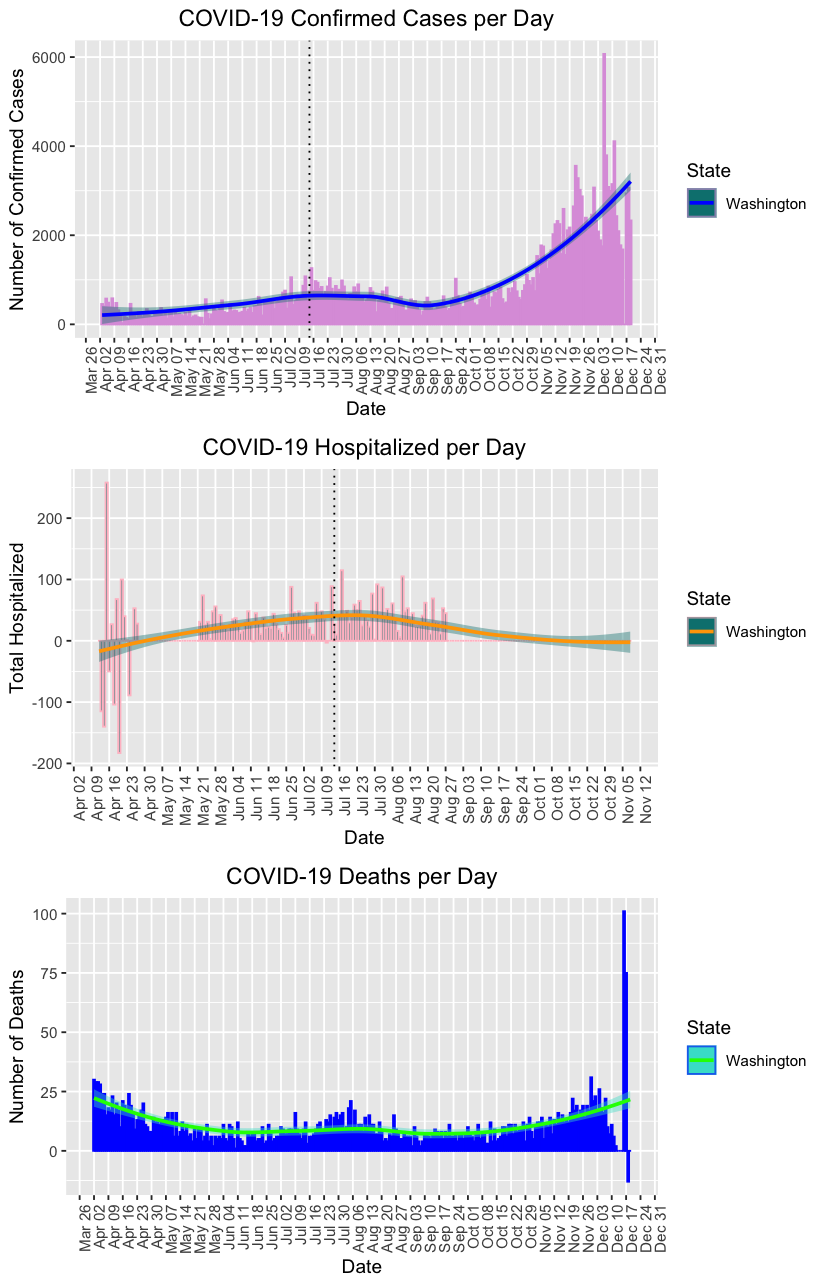 COVID-19 Confirmed Cases per Day
Number of Confirmed Cases
6000
4000
2000
0
Mar 26
Apr 02
Apr 09
Apr 16
Apr 23
Apr 30
May 07
May 14
May 21
May 28
Jun 04
Jun 11
Jun 18
Jun 25
Jul 02
Jul 09
Jul 16
Jul 23
Jul 30
Aug 06
Aug 13
Aug 20
Aug 27
Sep 03
Sep 10
Sep 17
Sep 24
Oct 01
Oct 08
Oct 15
Oct 22
Oct 29
Nov 05
Nov 12
Nov 19
Nov 26
Dec 03
Dec 10
Dec 17
Dec 24
Dec 31
Date
State
Washington
COVID-19 Hospitalized per Day
Total Hospitalized
200
100
0
-100
-200
Apr 02
Apr 09
Apr 16
Apr 23
Apr 30
May 07
May 14
May 21
May 28
Jun 04
Jun 11
Jun 18
Jun 25
Jul 02
Jul 09
Jul 16
Jul 23
Jul 30
Aug 06
Aug 13
Aug 20
Aug 27
Sep 03
Sep 10
Sep 17
Sep 24
Oct 01
Oct 08
Oct 15
Oct 22
Oct 29
Nov 05
Nov 12
Date
State
Washington
COVID-19 Deaths per Day
Number of Deaths
100
75
50
25
0
Mar 26
Apr 02
Apr 09
Apr 16
Apr 23
Apr 30
May 07
May 14
May 21
May 28
Jun 04
Jun 11
Jun 18
Jun 25
Jul 02
Jul 09
Jul 16
Jul 23
Jul 30
Aug 06
Aug 13
Aug 20
Aug 27
Sep 03
Sep 10
Sep 17
Sep 24
Oct 01
Oct 08
Oct 15
Oct 22
Oct 29
Nov 05
Nov 12
Nov 19
Nov 26
Dec 03
Dec 10
Dec 17
Dec 24
Dec 31
Date
State
Washington